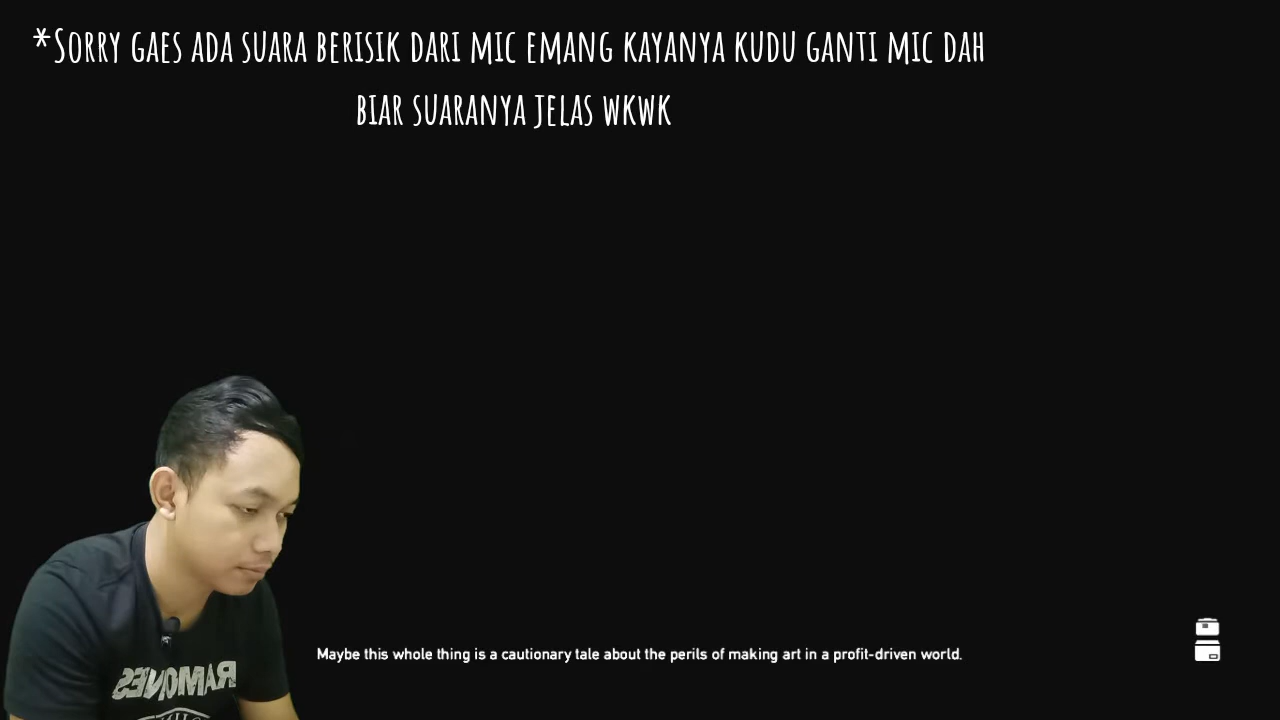 *Sorry gaes ada suara berisik dari mic emang kayanya kudu ganti mic dah
biar suaranya jelas wkwk
Maybe this whole thing is a cautionary tale about the perils of making art in a profit-driven world.
RAMONES